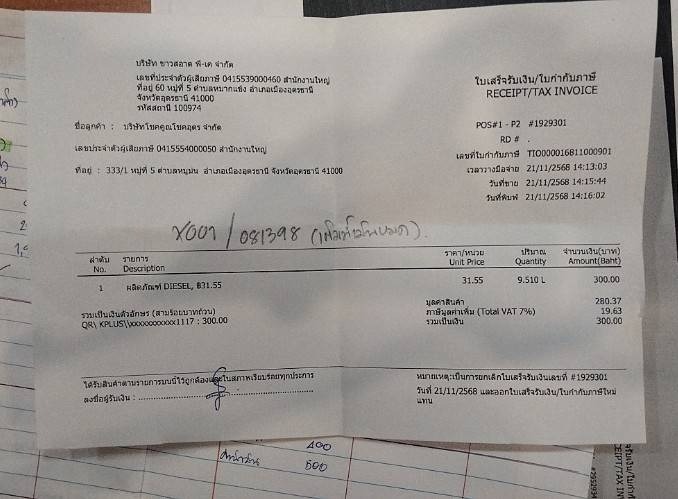 บริษัท ขาวสอาด พี-เค จำกัด
เลขที่ประจำตัวผู้เสียภาษี 0415539000460 สำนักงานใหญ่
ที่อยู่ 60 หมู่ที่ 5 ตำบลหมากแข้ง อำเภอเมืองอุดรธานี
จังหวัดอุดรธานี 41000
รหัสสถานี 100974
ใบเสร็จรับเงิน/ใบกำกับภาษี
RECEIPT/TAX INVOICE
ชื่อลูกค้า : บริษัทโชคคูณโชคอุดร จำกัด
เลขประจำตัวผู้เสียภาษี 0415554000050 สำนักงานใหญ่
ที่อยู่ : 333/1 หมู่ที่ 5 ตำบลหนองบัว อำเภอเมืองอุดรธานี จังหวัดอุดรธานี 41000
POS#1 - P2 #1929301
RD # .
เลขที่ใบกำกับภาษี TIO000016811000901
เวลาวางมือจ่าย 21/11/2568 14:13:03
วันที่ขาย 21/11/2568 14:15:44
วันที่พิมพ์ 21/11/2568 14:16:02
/ 081398
ลำดับ รายการ ราคา/หน่วย ปริมาณ จำนวนเงิน(บาท)
No. Description Unit Price Quantity Amount(Baht)
1 ผลิตภัณฑ์ DIESEL, ฿31.55 31.55 9.510 L 300.00
มูลค่าสินค้า 280.37
ภาษีมูลค่าเพิ่ม (Total VAT 7%) 19.63
รวมเป็นเงิน 300.00
รวมเป็นเงินตัวอักษร (สามร้อยบาทถ้วน)
QR\ KPLUS\\xxxxxxxxxxx1117 : 300.00
ได้รับสินค้าตามรายการบนนี้ไว้ถูกต้องและในสภาพเรียบร้อยทุกประการ
ลงชื่อผู้รับเงิน :
หมายเหตุ:เป็นการยกเลิกใบเสร็จรับเงินเลขที่ #1929301
วันที่ 21/11/2568 และออกใบเสร็จรับเงิน/ใบกำกับภาษีใหม่
แทน
400
500